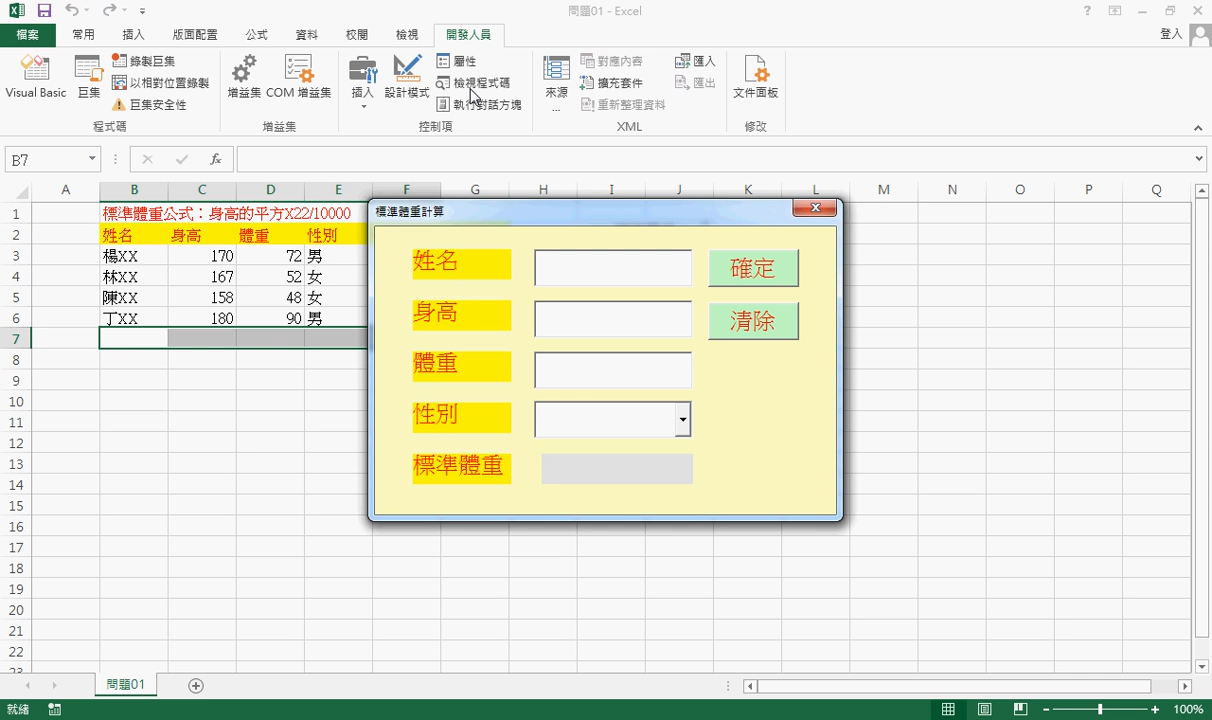 問題01 - Excel
檔案 常用 插入 版面配置 公式 資料 校閱 檢視 開發人員 登入
Visual Basic 巨集 錄製巨集 以相對位置錄製 巨集安全性 程式碼
增益集 COM 增益集 增益集
插入 設計模式 屬性 檢視程式碼 執行對話方塊 控制項
來源 ... 對應內容 擴充套件 重新整理資料 匯入 匯出 XML
文件面板 修改
B7 fx
A B C D E F G H I J K L M N O P Q
1 標準體重公式：身高的平方X22/10000
2 姓名 身高 體重 性別
3 楊XX 170 72 男
4 林XX 167 52 女
5 陳XX 158 48 女
6 丁XX 180 90 男
7
8
9
10
11
12
13
14
15
16
17
18
19
20
21
22
23
標準體重計算
姓名 確定
身高 清除
體重
性別
標準體重
問題01
就緒 100%